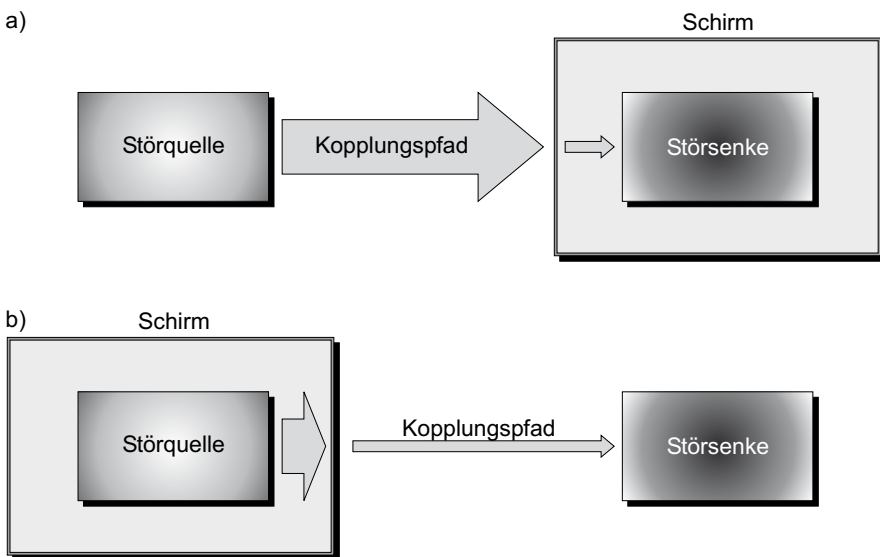 a)
Schirm
Störquelle
Kopplungspfad
Störsenke
b)
Schirm
Störquelle
Kopplungspfad
Störsenke